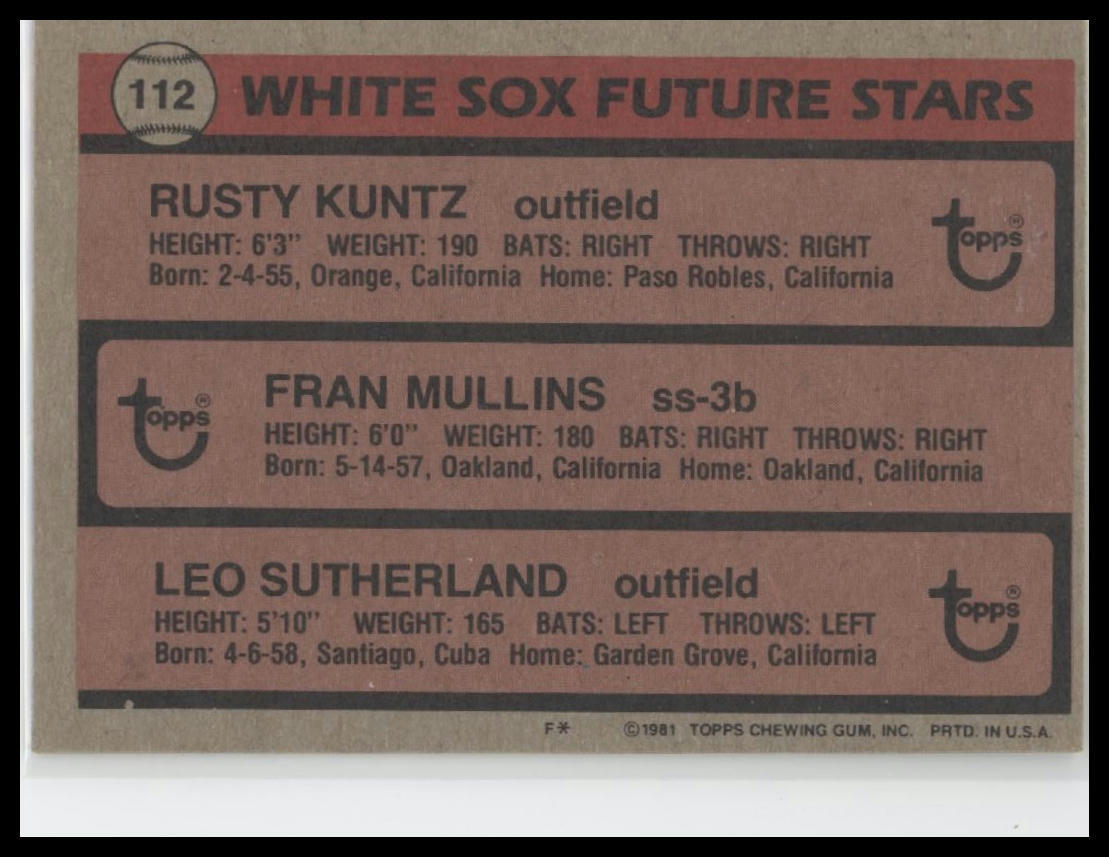 112 WHITE SOX FUTURE STARS
RUSTY KUNTZ outfield
HEIGHT: 6'3" WEIGHT: 190 BATS: RIGHT THROWS: RIGHT
Born: 2-4-55, Orange, California Home: Paso Robles, California
topps®
FRAN MULLINS ss-3b
HEIGHT: 6'0" WEIGHT: 180 BATS: RIGHT THROWS: RIGHT
Born: 5-14-57, Oakland, California Home: Oakland, California
topps®
LEO SUTHERLAND outfield
HEIGHT: 5'10" WEIGHT: 165 BATS: LEFT THROWS: LEFT
Born: 4-6-58, Santiago, Cuba Home: Garden Grove, California
topps®
F* ©1981 TOPPS CHEWING GUM, INC. PRTD. IN U.S.A.